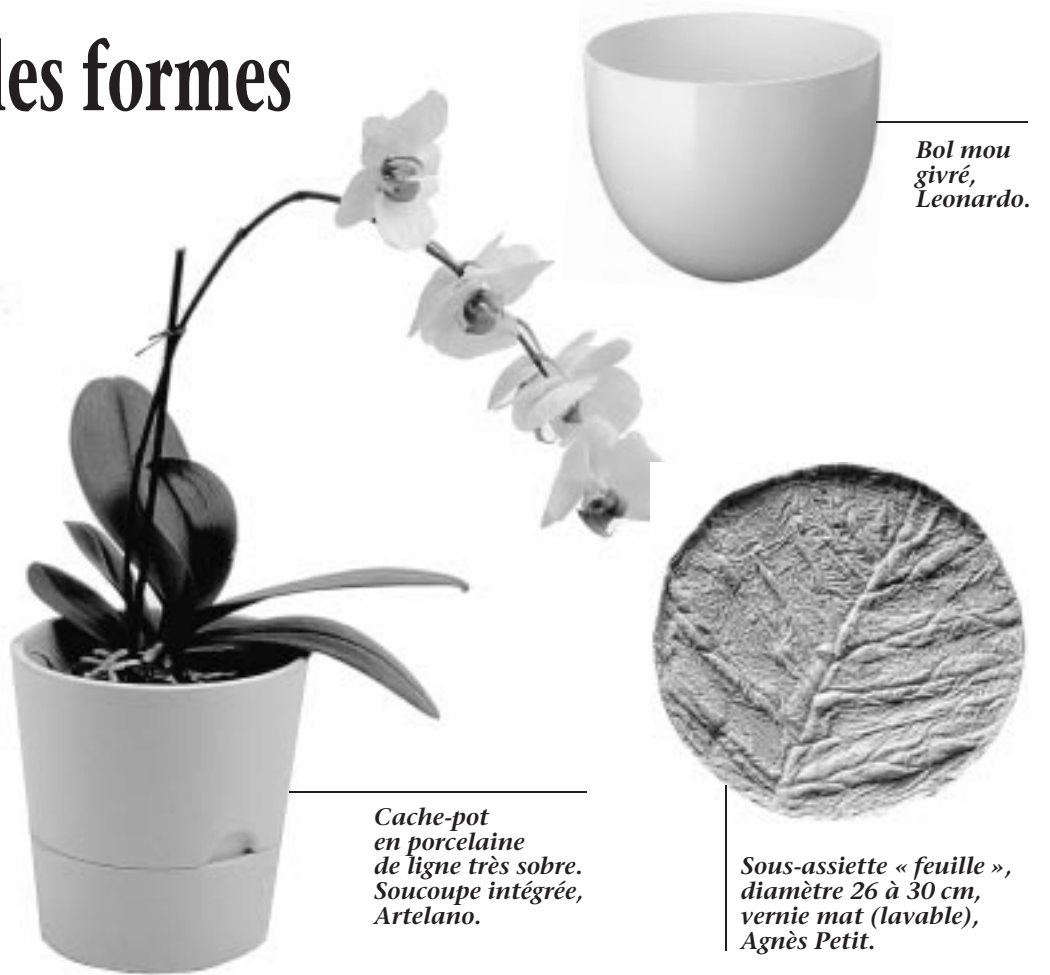 les formes
Bol mou
givré,
Leonardo.
Cache-pot
en porcelaine
de ligne très sobre.
Soucoupe intégrée,
Artelano.
Sous-assiette « feuille »,
diamètre 26 à 30 cm,
vernie mat (lavable),
Agnès Petit.